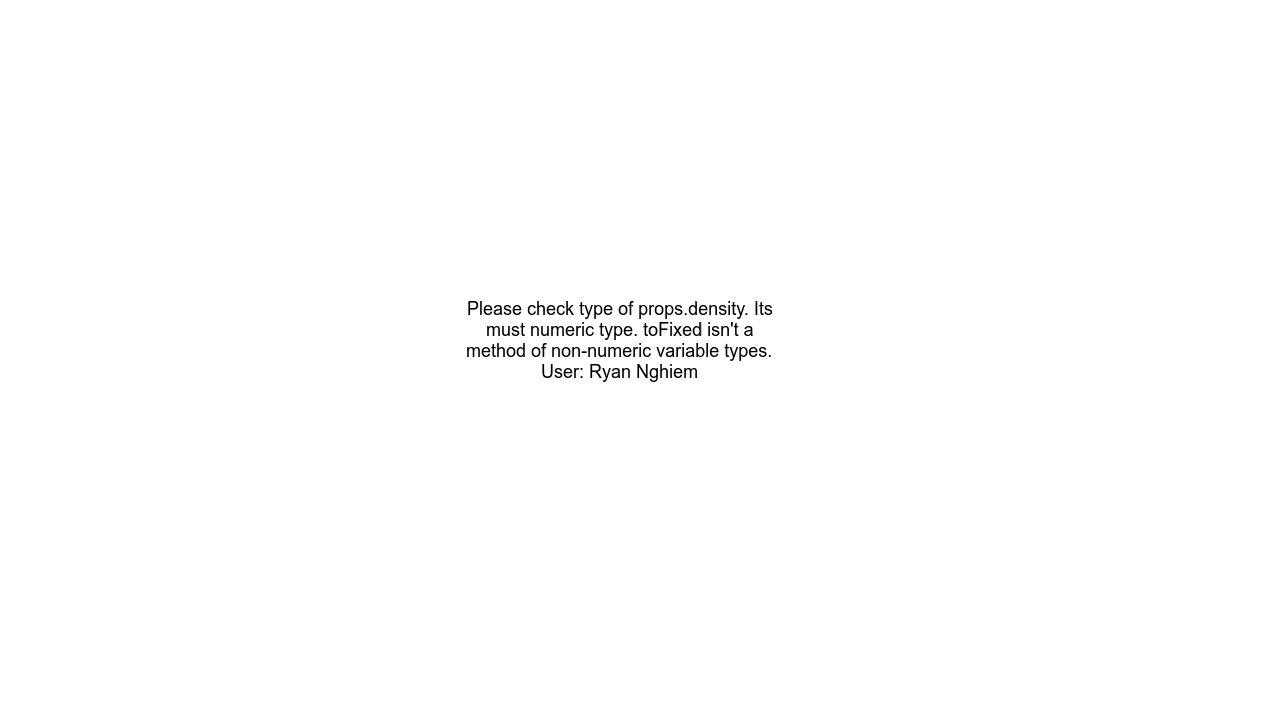 Please check type of props.density. Its
must numeric type. toFixed isn't a
method of non-numeric variable types.
User: Ryan Nghiem